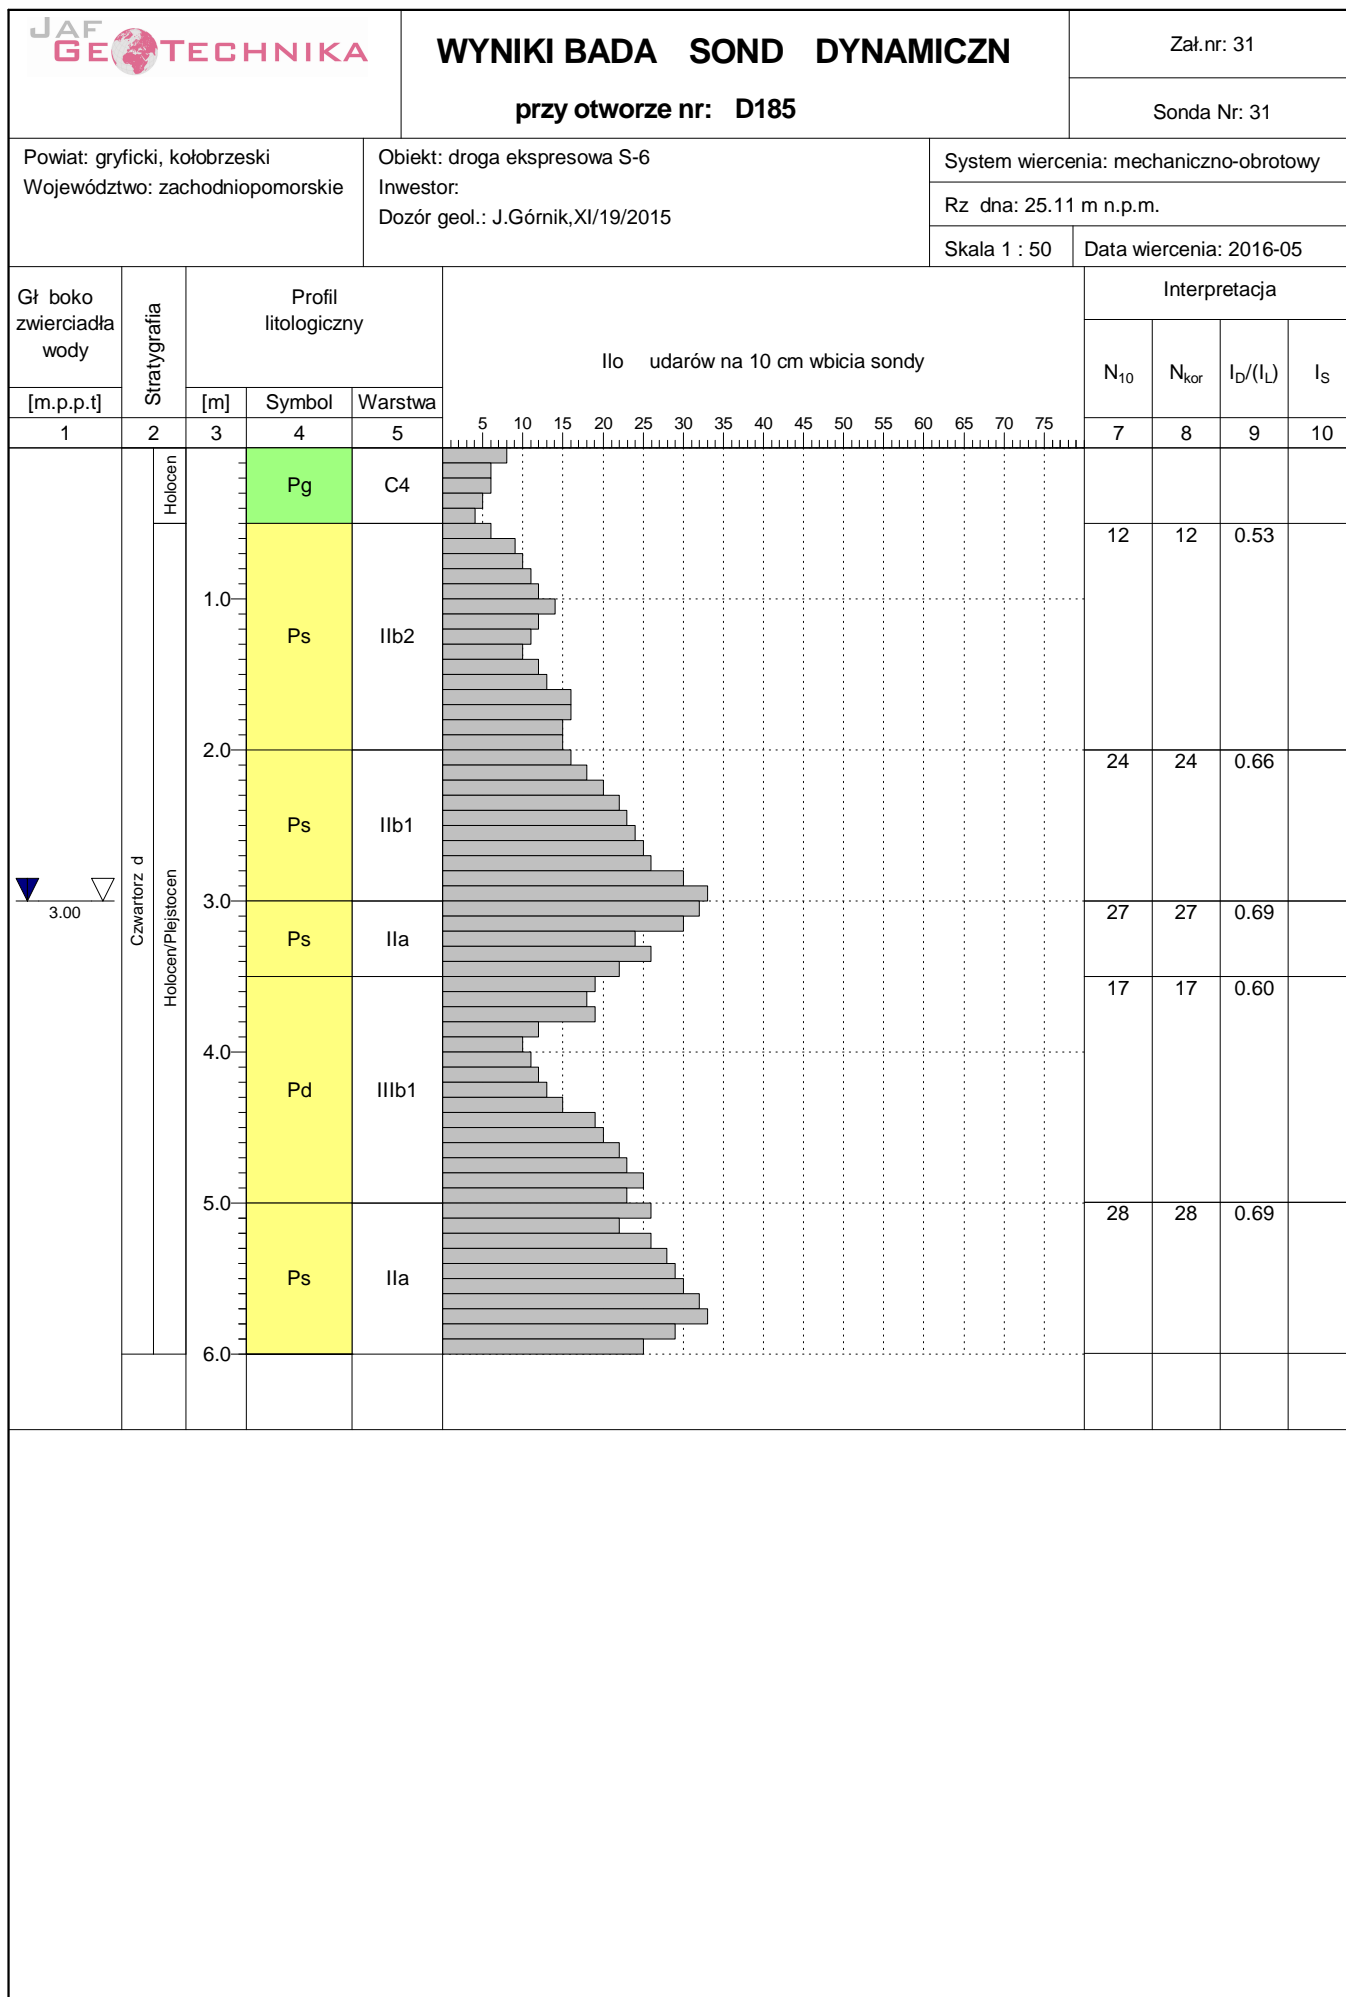 JAF
GEOTECHNIKA
WYNIKI BADA SOND DYNAMICZN
przy otworze nr: D185
Zał.nr: 31
Sonda Nr: 31
Powiat: gryficki, kołobrzeski
Województwo: zachodniopomorskie
Obiekt: droga ekspresowa S-6
Inwestor:
Dozór geol.: J.Górnik,XI/19/2015
System wiercenia: mechaniczno-obrotowy
Rz dna: 25.11 m n.p.m.
Skala 1 : 50
Data wiercenia: 2016-05
Gł boko
zwierciadła
wody
[m.p.p.t]
Stratygrafia
Profil
litologiczny
[m] Symbol Warstwa
Ilo udarów na 10 cm wbicia sondy
Interpretacja
N10 Nkor ID/(IL) IS
1 2 3 4 5
5 10 15 20 25 30 35 40 45 50 55 60 65 70 75
7 8 9 10
Holocen
Pg C4
12 12 0.53
1.0
Ps IIb2
2.0
24 24 0.66
Ps IIb1
3.00
3.0
27 27 0.69
Czwartorz d
Holocen/Plejstocen
Ps IIa
17 17 0.60
4.0
Pd IIIb1
5.0
28 28 0.69
Ps IIa
6.0